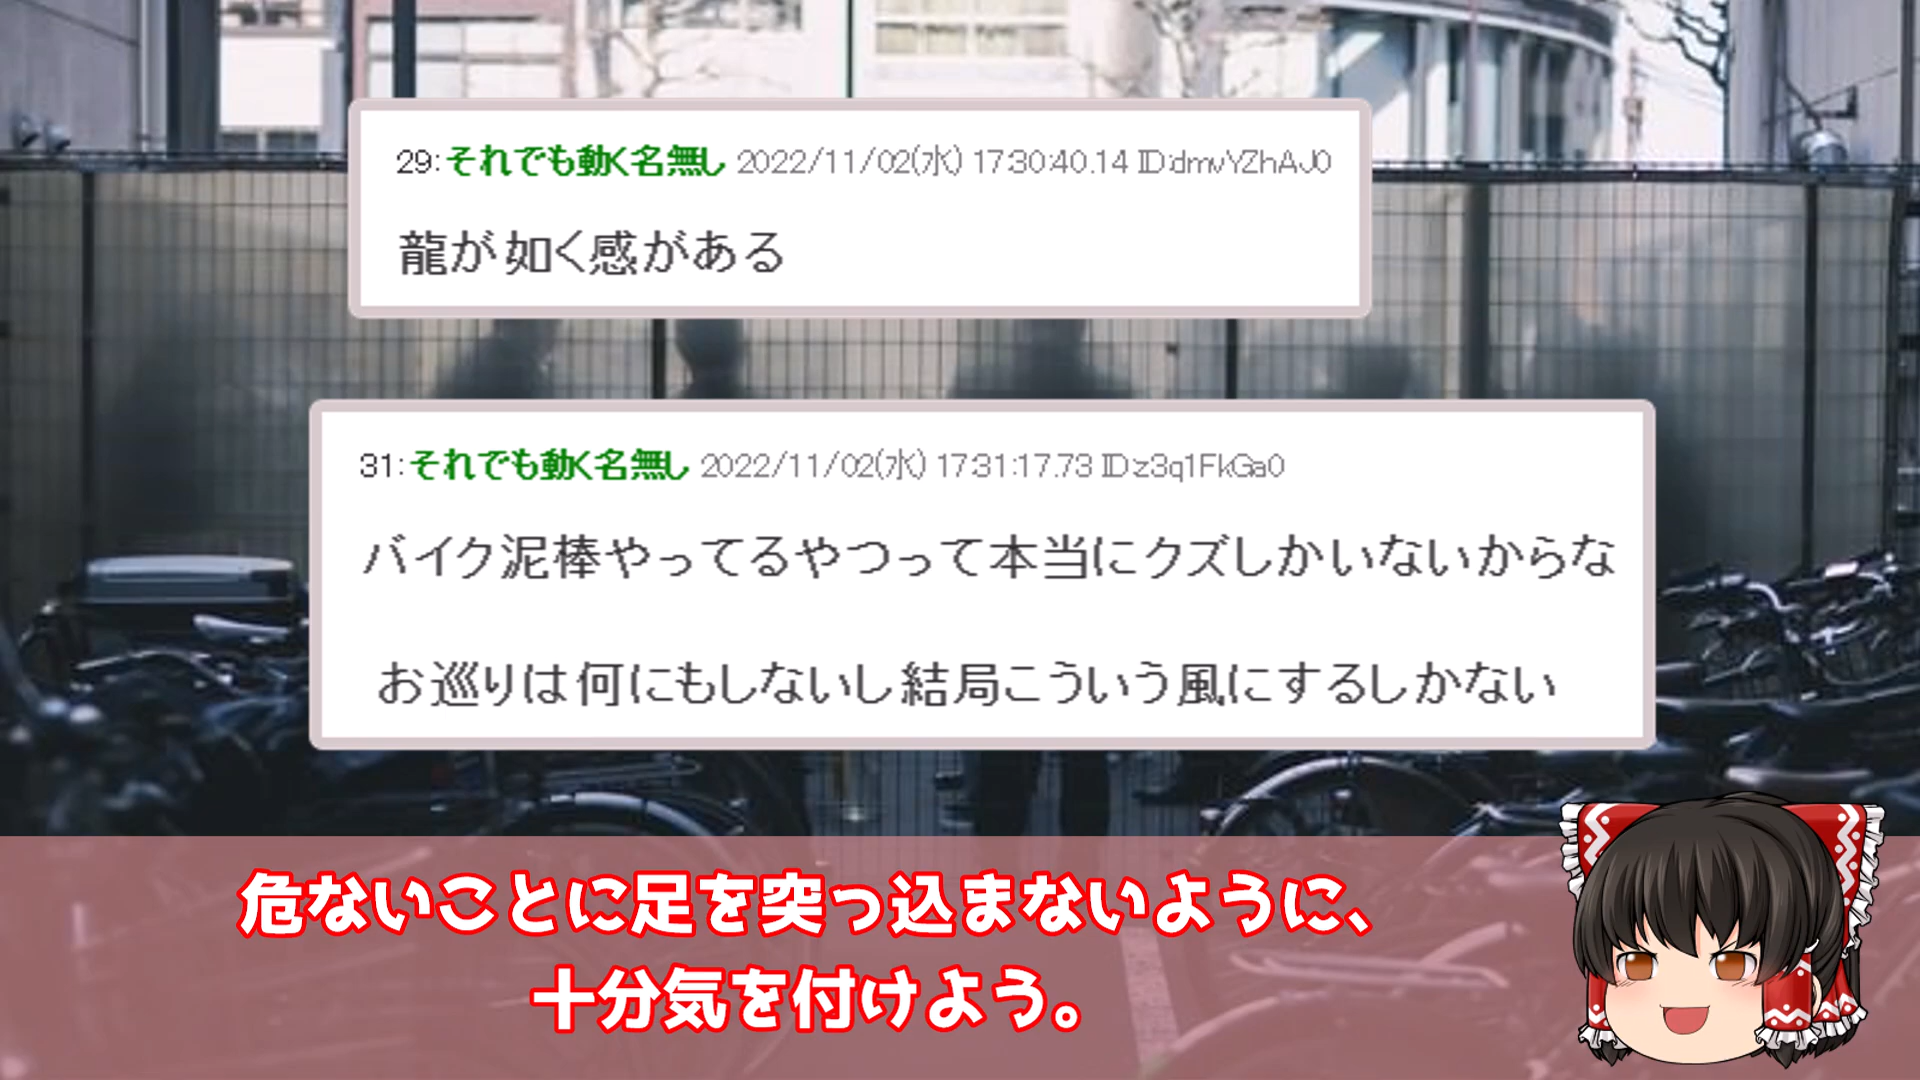 29:それでも動く名無し 2022/11/02(水) 17:30:40.14 ID:dmvYZhAJ0
龍が如く感がある
31:それでも動く名無し 2022/11/02(水) 17:31:17.73 ID:z3q1FkGa0
バイク泥棒やってるやつって本当にクズしかいないからな
お巡りは何にもしないし結局こういう風にするしかない
危ないことに足を突っ込まないように、
十分気を付けよう。